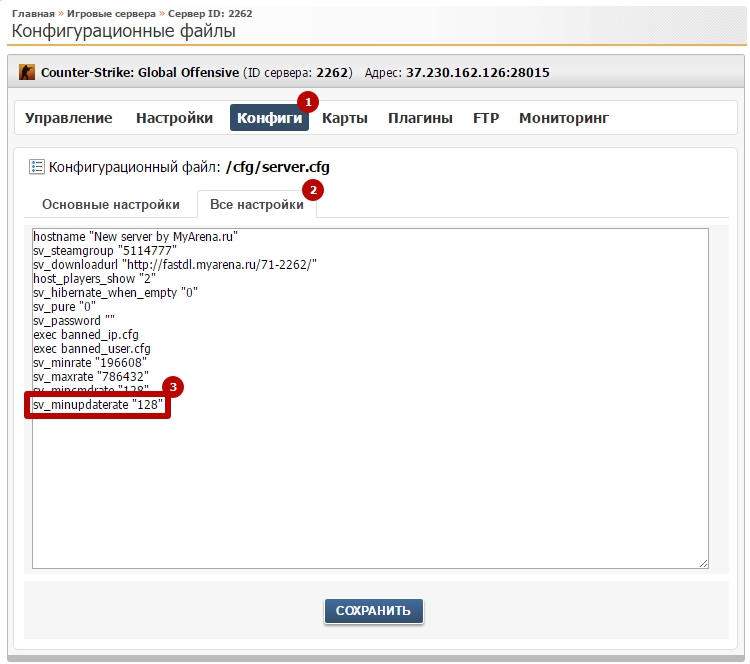 Главная » Игровые сервера » Сервер ID: 2262
Конфигурационные файлы
Counter-Strike: Global Offensive (ID сервера: 2262) Адрес: 37.230.162.126:28015
1
Управление Настройки Конфиги Карты Плагины FTP Мониторинг
Конфигурационный файл: /cfg/server.cfg
2
Основные настройки Все настройки
hostname "New server by MyArena.ru"
sv_steamgroup "5114777"
sv_downloadurl "http://fastdl.myarena.ru/71-2262/"
host_players_show "2"
sv_hibernate_when_empty "0"
sv_pure "0"
sv_password ""
exec banned_ip.cfg
exec banned_user.cfg
sv_minrate "196608"
sv_maxrate "786432"
sv_mincmdrate "128"
3
sv_minupdaterate "128"
СОХРАНИТЬ